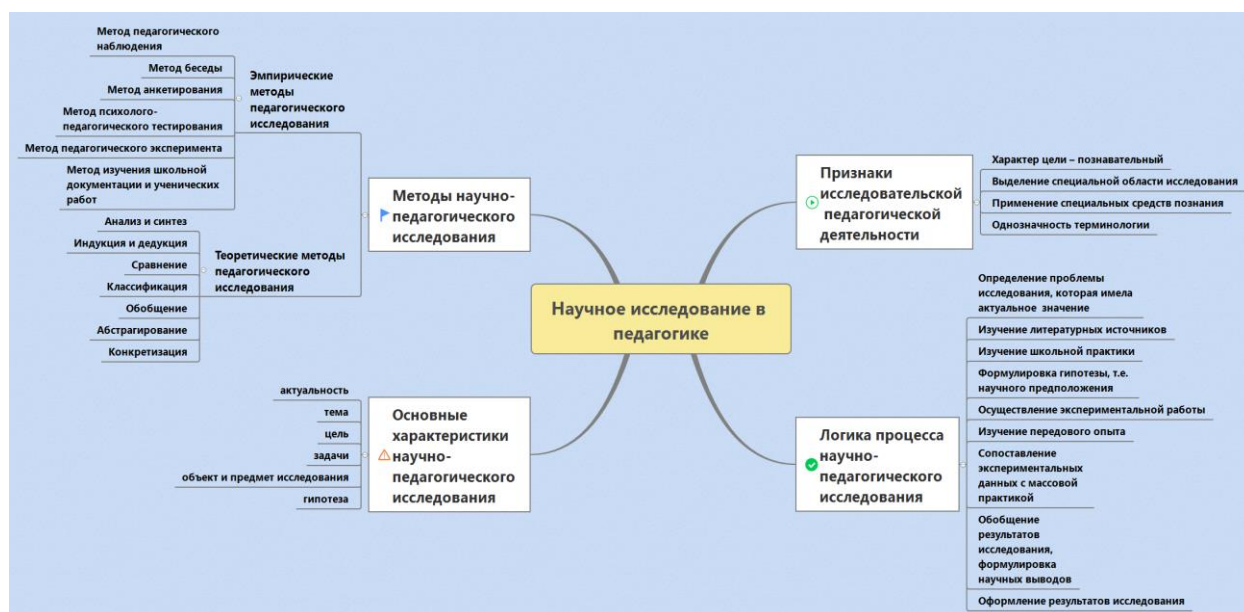 Метод педагогического
наблюдения
Метод беседы
Метод анкетирования
Метод психолого-
педагогического тестирования
Метод педагогического эксперимента
Метод изучения школьной
документации и ученических
работ
Эмпирические
методы
педагогического
исследования
Анализ и синтез
Индукция и дедукция
Сравнение
Классификация
Обобщение
Абстрагирование
Конкретизация
Теоретические методы
педагогического
исследования
Методы научно-
педагогического
исследования
актуальность
тема
цель
задачи
объект и предмет исследования
гипотеза
Основные
характеристики
научно-
педагогического
исследования
Научное исследование в
педагогике
Признаки
исследовательской
педагогической
деятельности
Характер цели – познавательный
Выделение специальной области исследования
Применение специальных средств познания
Однозначность терминологии
Логика процесса
научно-
педагогического
исследования
Определение проблемы
исследования, которая имела
актуальное значение
Изучение литературных источников
Изучение школьной практики
Формулировка гипотезы, т.е.
научного предположения
Осуществление экспериментальной работы
Изучение передового опыта
Сопоставление
экспериментальных
данных с массовой
практикой
Обобщение
результатов
исследования,
формулировка
научных выводов
Оформление результатов исследования